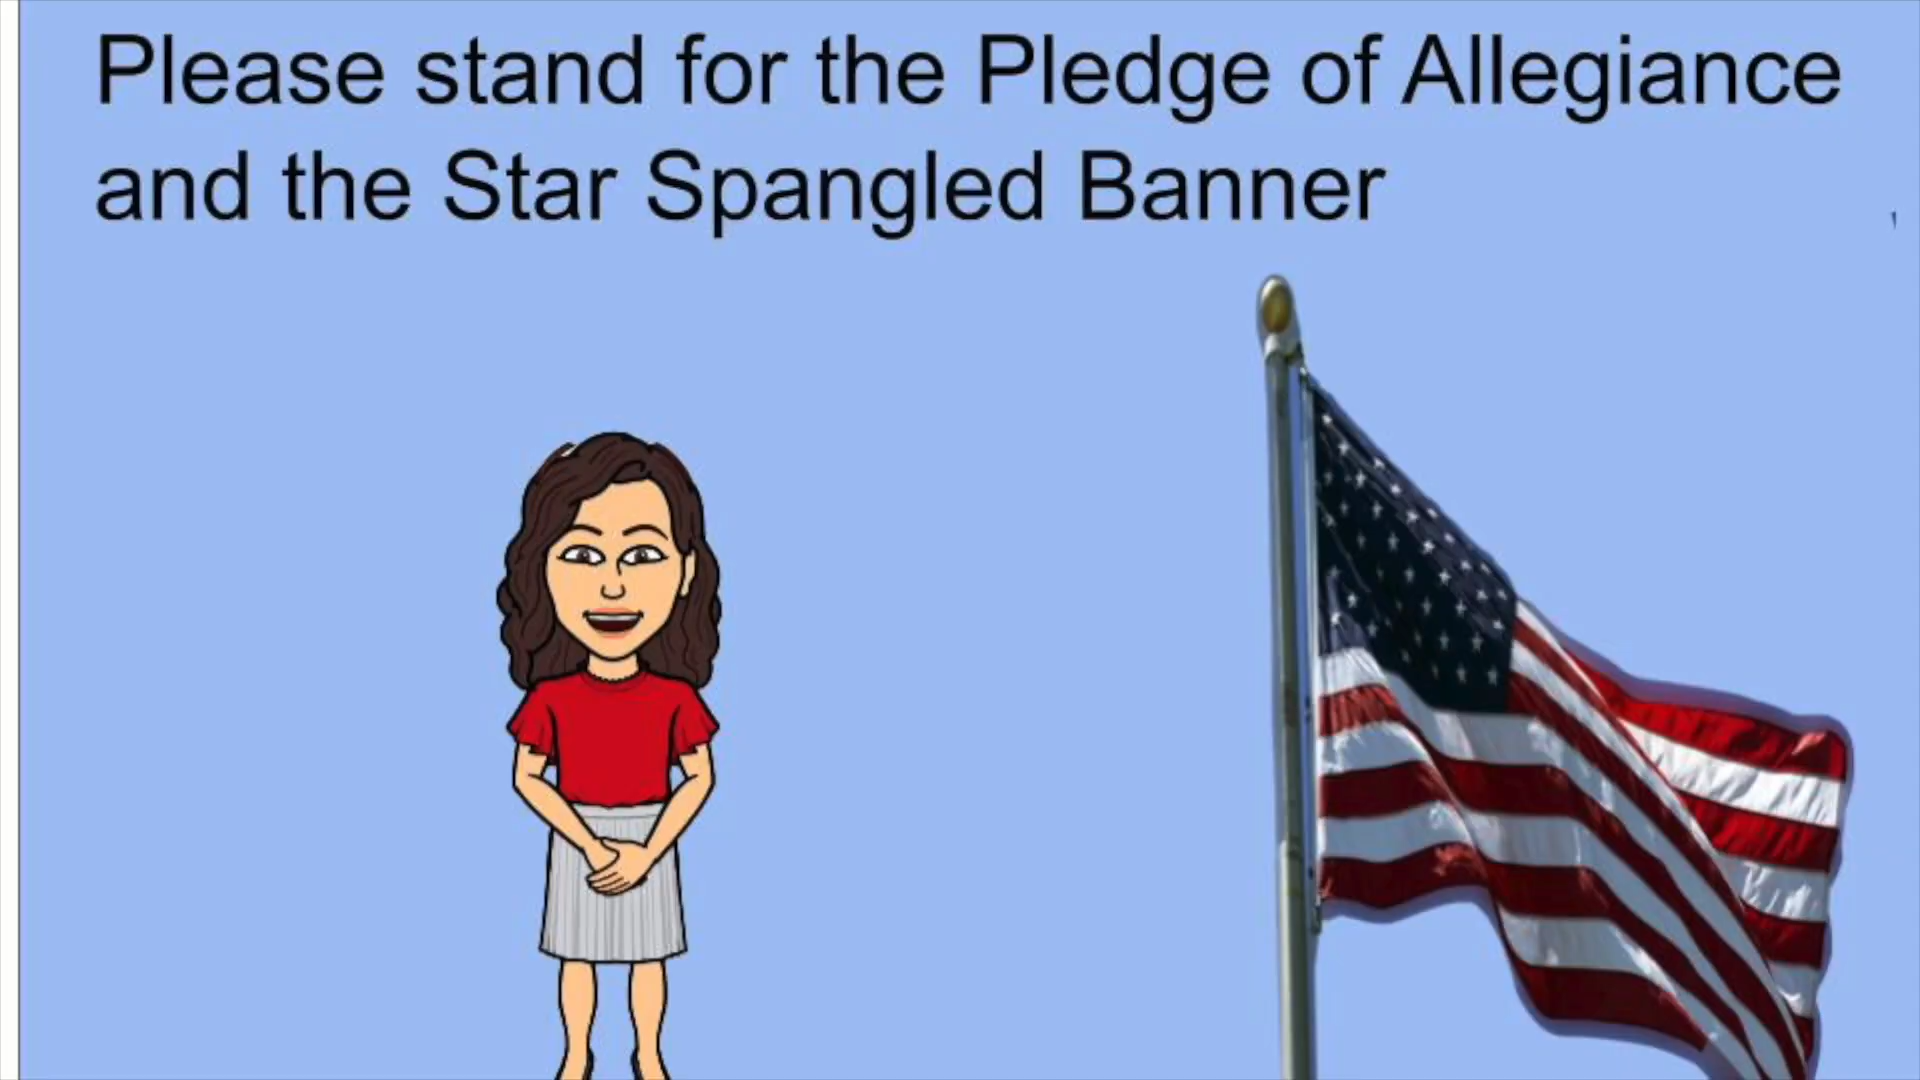 Please stand for the Pledge of Allegiance
and the Star Spangled Banner